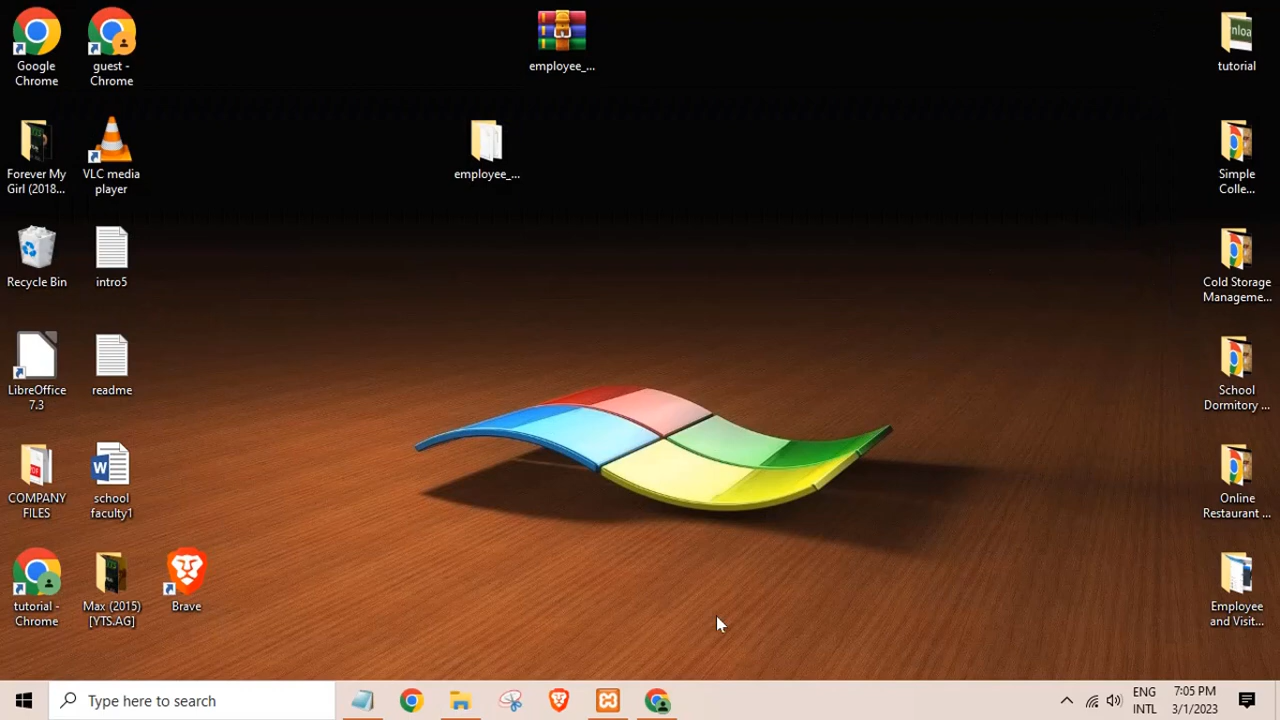 Google
Chrome
guest -
Chrome
employee_...
nloa
tutorial
Forever My
Girl (2018...
VLC media
player
employee_...
Simple
Colle...
Recycle Bin
intro5
Cold Storage
Manageme...
LibreOffice
7.3
readme
School
Dormitory ...
PDF
COMPANY
FILES
W
school
faculty1
Online
Restaurant ...
tutorial -
Chrome
Max (2015)
[YTS.AG]
Brave
Employee
and Visit...
Type here to search
ENG
INTL
7:05 PM
3/1/2023